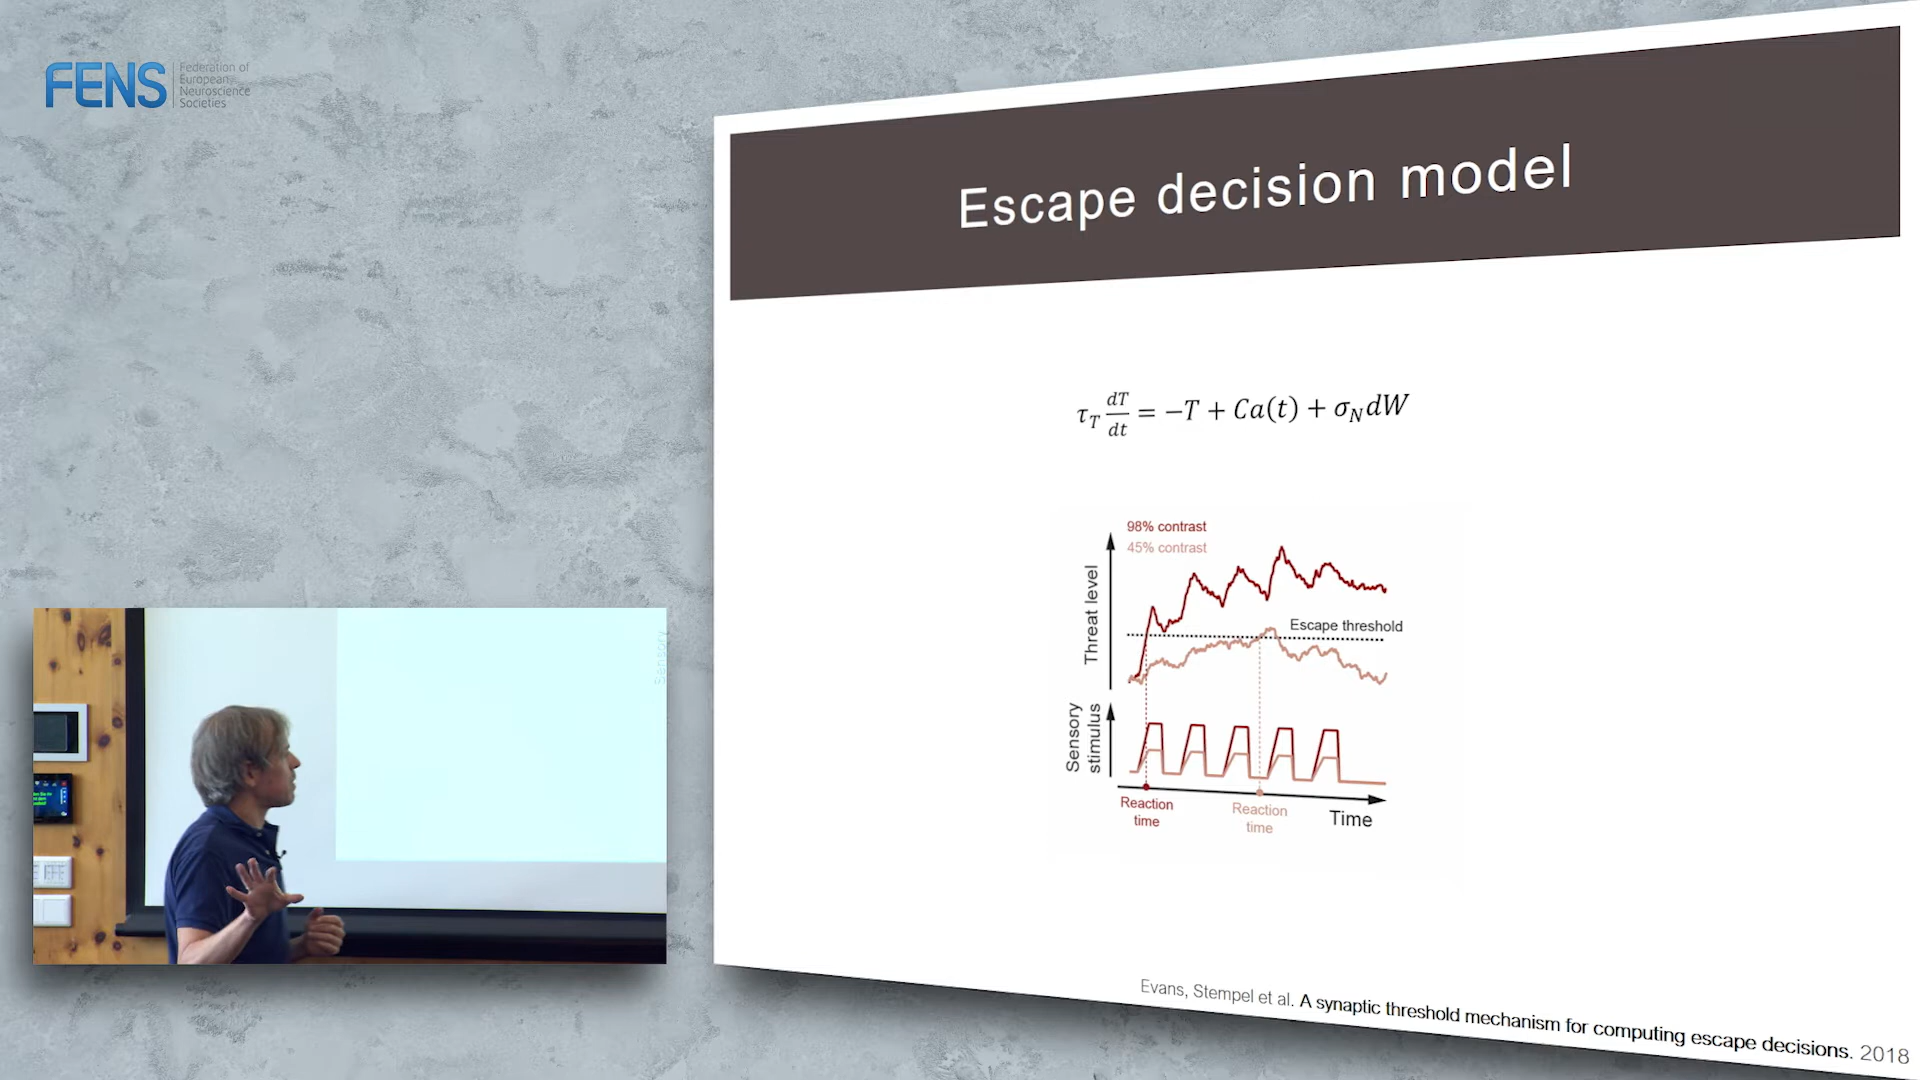 FENS
Federation of
European
Neuroscience
Societies
Escape decision model
τ_T dT/dt = −T + Ca(t) + σ_N dW
98% contrast
45% contrast
Threat level
Escape threshold
Sensory
stimulus
Reaction
time
Reaction
time
Time
Evans, Stempel et al. A synaptic threshold mechanism for computing escape decisions. 2018
Sensory